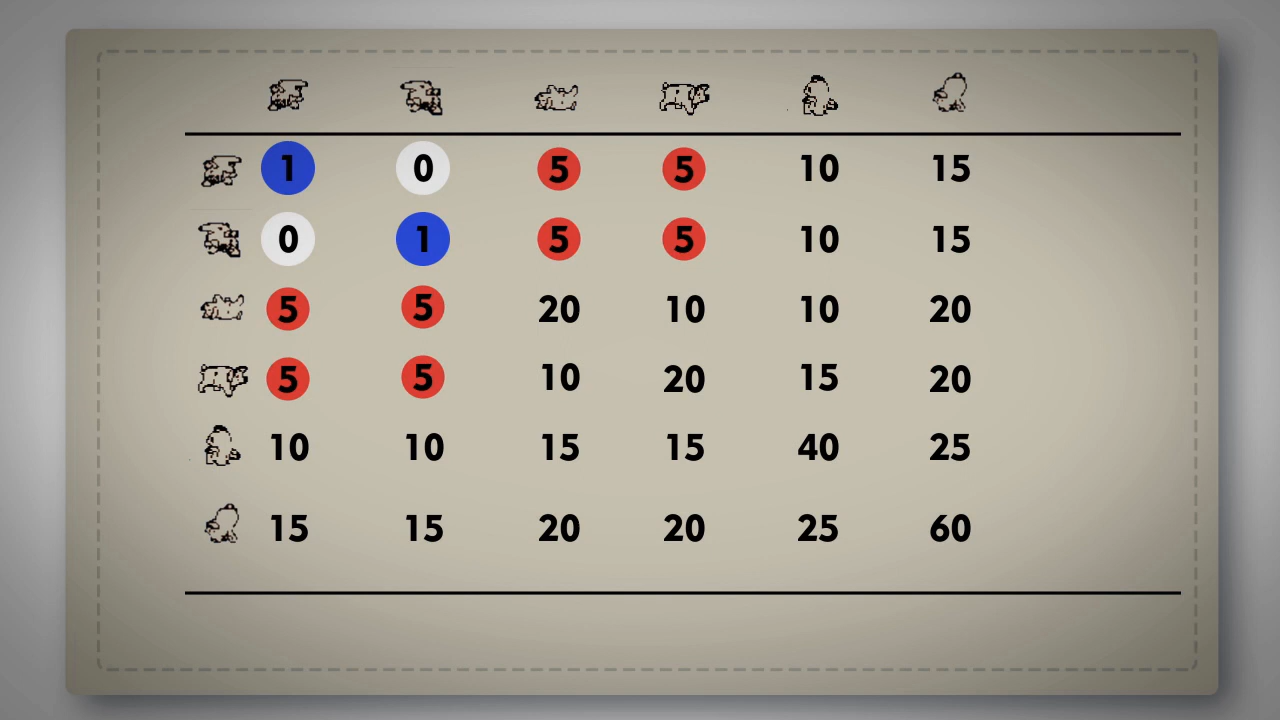 1 0 5 5 10 15
0 1 5 5 10 15
5 5 20 10 10 20
5 5 10 20 15 20
10 10 15 15 40 25
15 15 20 20 25 60